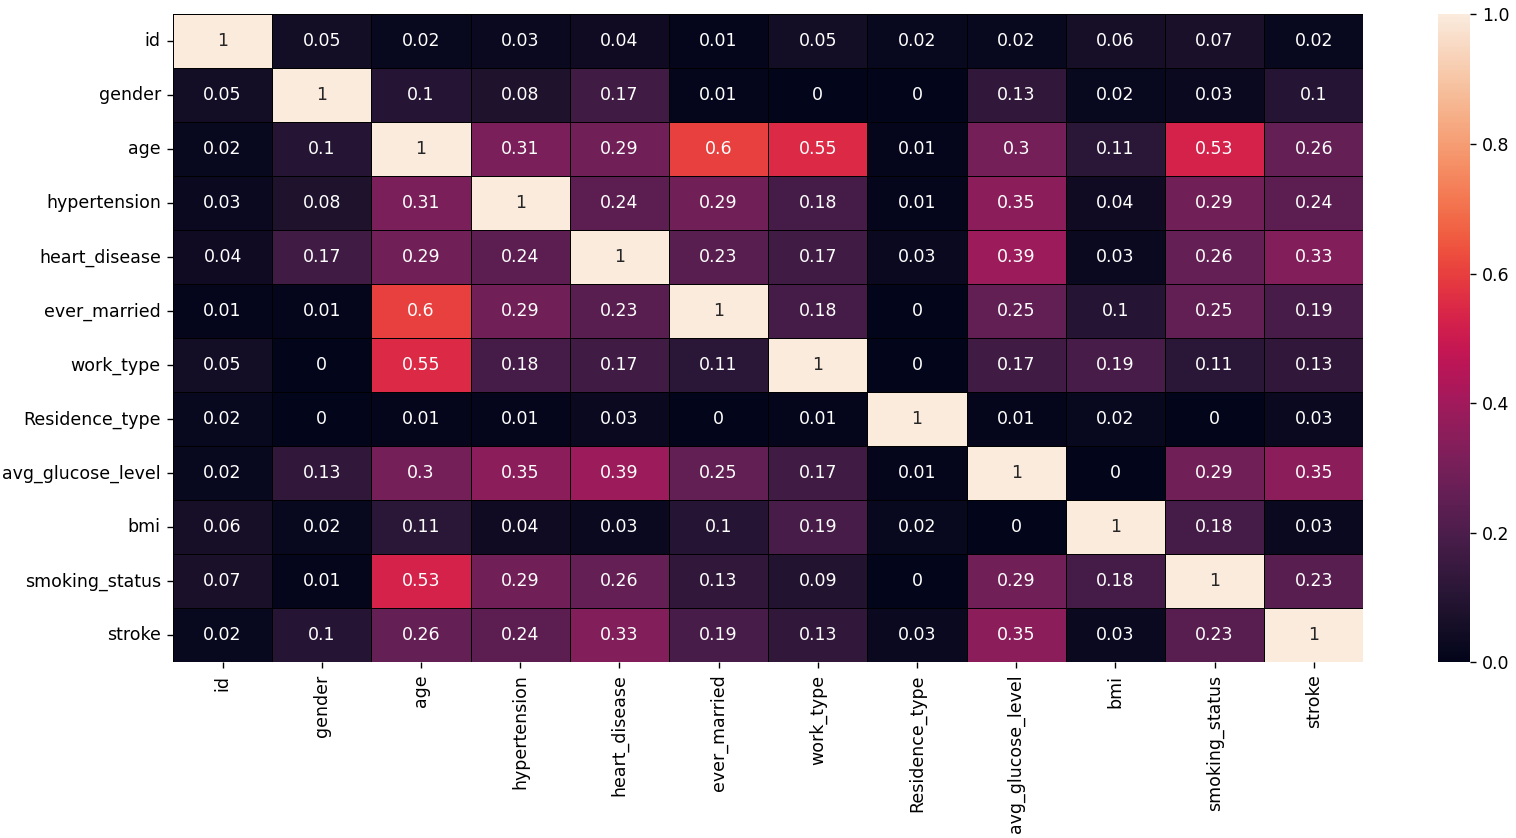 id 1 0.05 0.02 0.03 0.04 0.01 0.05 0.02 0.02 0.06 0.07 0.02
gender 0.05 1 0.1 0.08 0.17 0.01 0 0 0.13 0.02 0.03 0.1
age 0.02 0.1 1 0.31 0.29 0.6 0.55 0.01 0.3 0.11 0.53 0.26
hypertension 0.03 0.08 0.31 1 0.24 0.29 0.18 0.01 0.35 0.04 0.29 0.24
heart_disease 0.04 0.17 0.29 0.24 1 0.23 0.17 0.03 0.39 0.03 0.26 0.33
ever_married 0.01 0.01 0.6 0.29 0.23 1 0.18 0 0.25 0.1 0.25 0.19
work_type 0.05 0 0.55 0.18 0.17 0.11 1 0 0.17 0.19 0.11 0.13
Residence_type 0.02 0 0.01 0.01 0.03 0 0.01 1 0.01 0.02 0 0.03
avg_glucose_level 0.02 0.13 0.3 0.35 0.39 0.25 0.17 0.01 1 0 0.29 0.35
bmi 0.06 0.02 0.11 0.04 0.03 0.1 0.19 0.02 0 1 0.18 0.03
smoking_status 0.07 0.01 0.53 0.29 0.26 0.13 0.09 0 0.29 0.18 1 0.23
stroke 0.02 0.1 0.26 0.24 0.33 0.19 0.13 0.03 0.35 0.03 0.23 1
id gender age hypertension heart_disease ever_married work_type Residence_type avg_glucose_level bmi smoking_status stroke
1.0
0.8
0.6
0.4
0.2
0.0